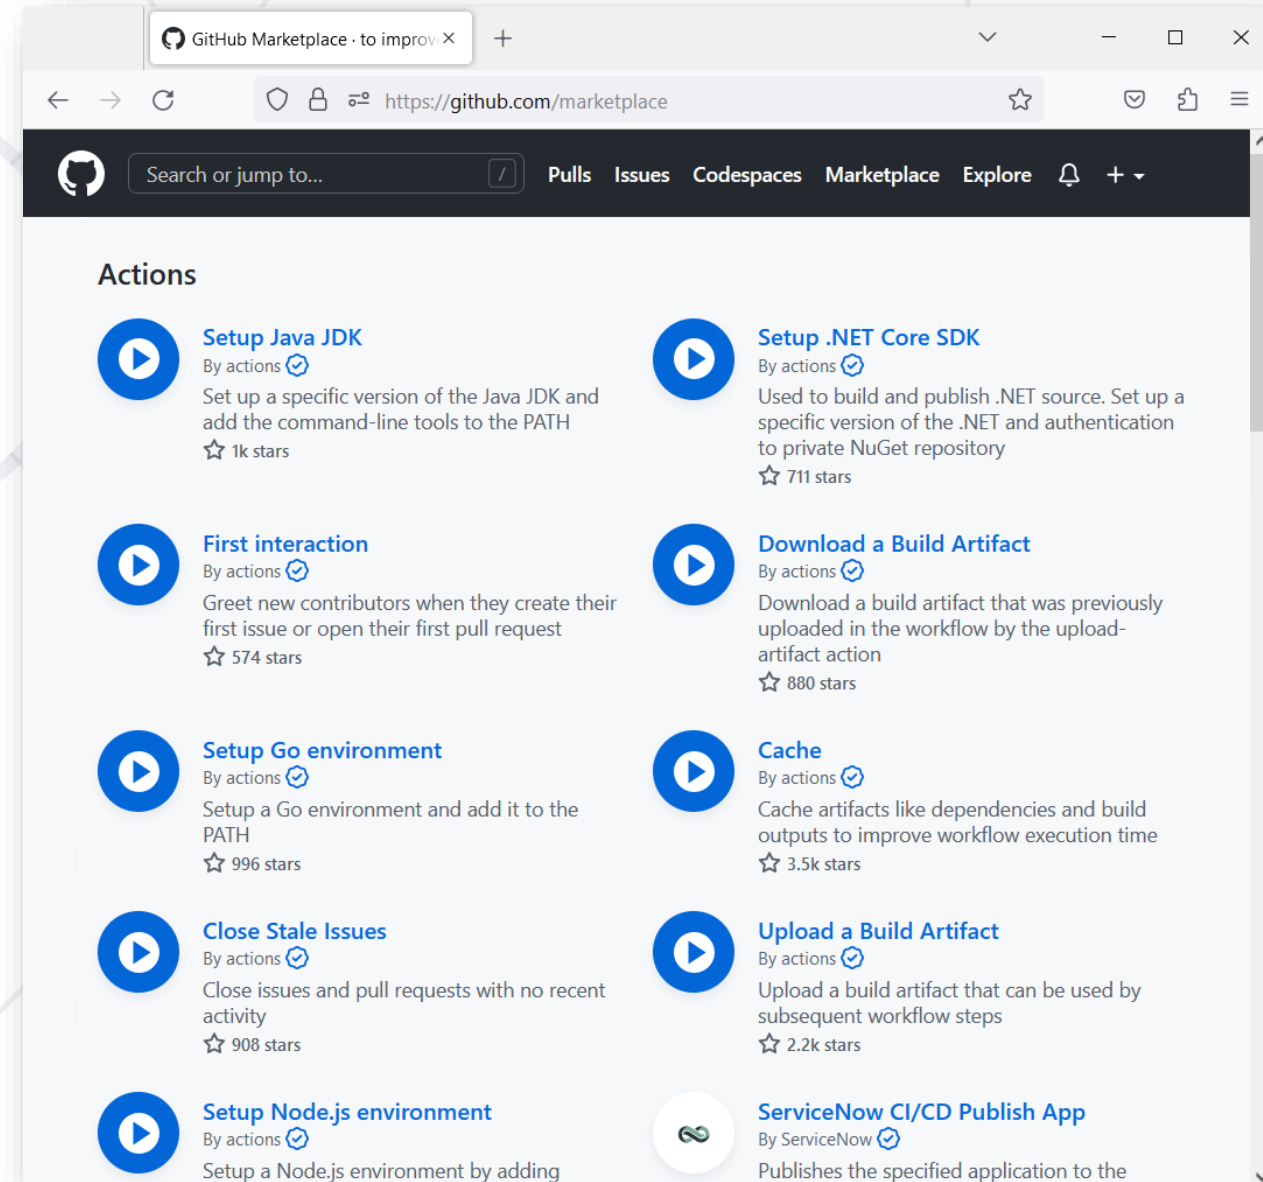 GitHub Marketplace · to improv
https://github.com/marketplace
Search or jump to...
/
Pulls
Issues
Codespaces
Marketplace
Explore
Actions
Setup Java JDK
By actions
Set up a specific version of the Java JDK and
add the command-line tools to the PATH
1k stars
Setup .NET Core SDK
By actions
Used to build and publish .NET source. Set up a
specific version of the .NET and authentication
to private NuGet repository
711 stars
First interaction
By actions
Greet new contributors when they create their
first issue or open their first pull request
574 stars
Download a Build Artifact
By actions
Download a build artifact that was previously
uploaded in the workflow by the upload-
artifact action
880 stars
Setup Go environment
By actions
Setup a Go environment and add it to the
PATH
996 stars
Cache
By actions
Cache artifacts like dependencies and build
outputs to improve workflow execution time
3.5k stars
Close Stale Issues
By actions
Close issues and pull requests with no recent
activity
908 stars
Upload a Build Artifact
By actions
Upload a build artifact that can be used by
subsequent workflow steps
2.2k stars
Setup Node.js environment
By actions
Setup a Node.js environment by adding
ServiceNow CI/CD Publish App
By ServiceNow
Publishes the specified application to the